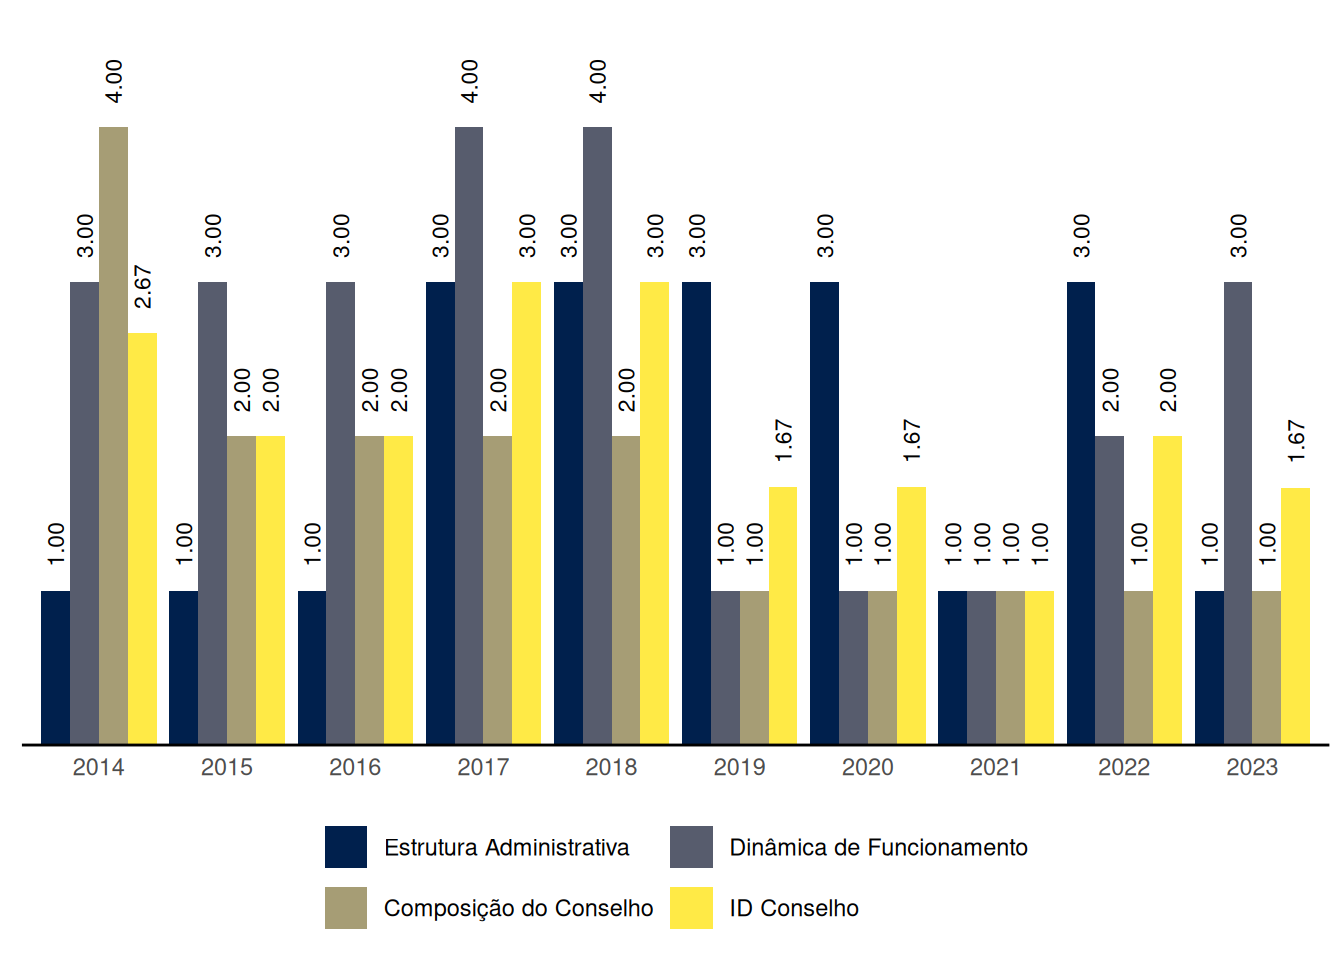 4.00 4.00 4.00
3.00 3.00 3.00 3.00 3.00 3.00 3.00 3.00 3.00 3.00 3.00
2.67
2.00 2.00 2.00 2.00 2.00 2.00 2.00 2.00
1.67 1.67 1.67
1.00 1.00 1.00 1.00 1.00 1.00 1.00 1.00 1.00 1.00 1.00 1.00 1.00 1.00
2014 2015 2016 2017 2018 2019 2020 2021 2022 2023
Estrutura Administrativa Dinâmica de Funcionamento
Composição do Conselho ID Conselho